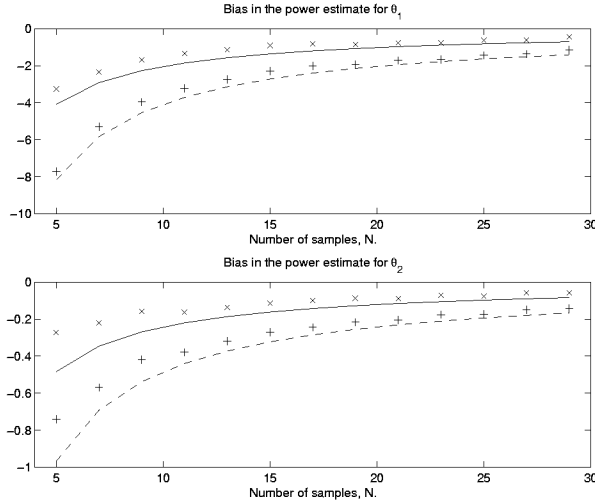 Bias in the power estimate for θ1
0
−2
−4
−6
−8
−10
5 10 15 20 25 30
Number of samples, N.
Bias in the power estimate for θ2
0
−0.2
−0.4
−0.6
−0.8
−1
5 10 15 20 25 30
Number of samples, N.